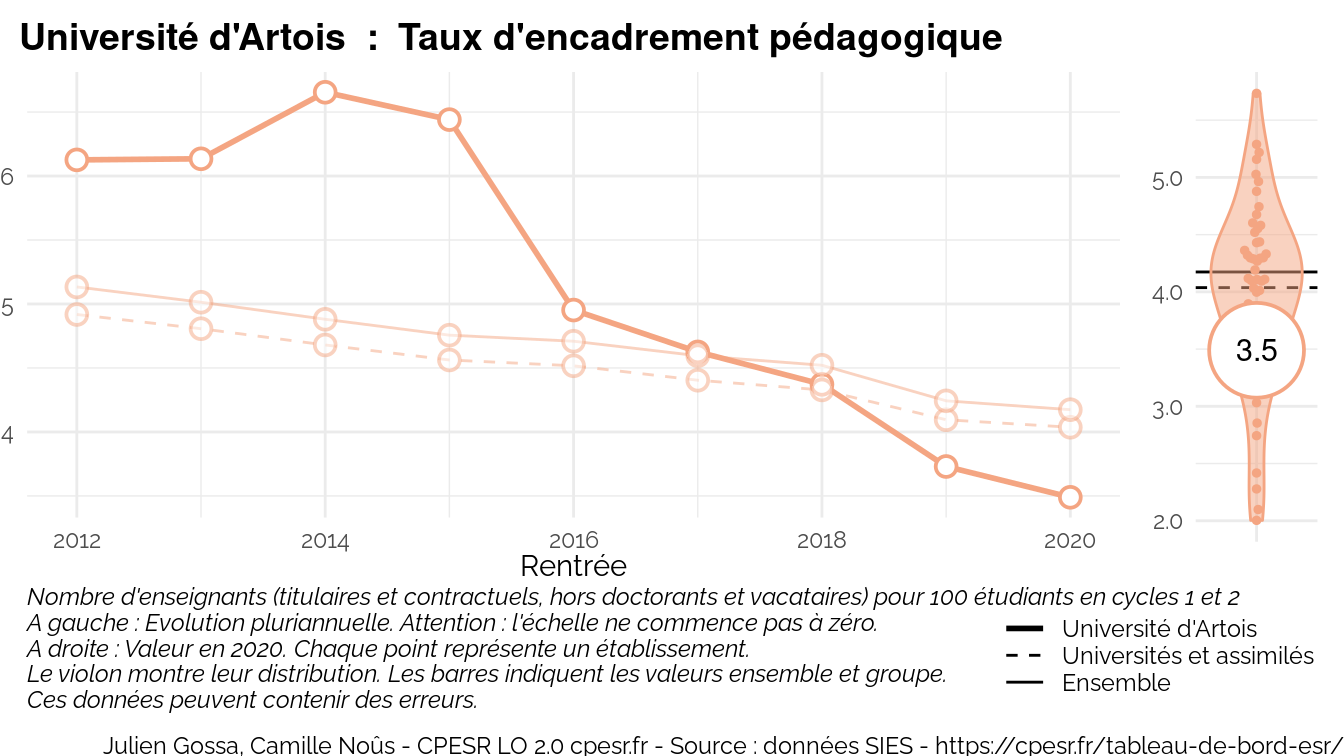 Université d'Artois : Taux d'encadrement pédagogique
6
5
4
2012 2014 2016 2018 2020
Rentrée
5.0
4.0
3.5
3.0
2.0
Nombre d'enseignants (titulaires et contractuels, hors doctorants et vacataires) pour 100 étudiants en cycles 1 et 2
A gauche : Evolution pluriannuelle. Attention : l'échelle ne commence pas à zéro.
A droite : Valeur en 2020. Chaque point représente un établissement.
Le violon montre leur distribution. Les barres indiquent les valeurs ensemble et groupe.
Ces données peuvent contenir des erreurs.
Université d'Artois
Universités et assimilés
Ensemble
Julien Gossa, Camille Noûs - CPESR LO 2.0 cpesr.fr - Source : données SIES - https://cpesr.fr/tableau-de-bord-esr/